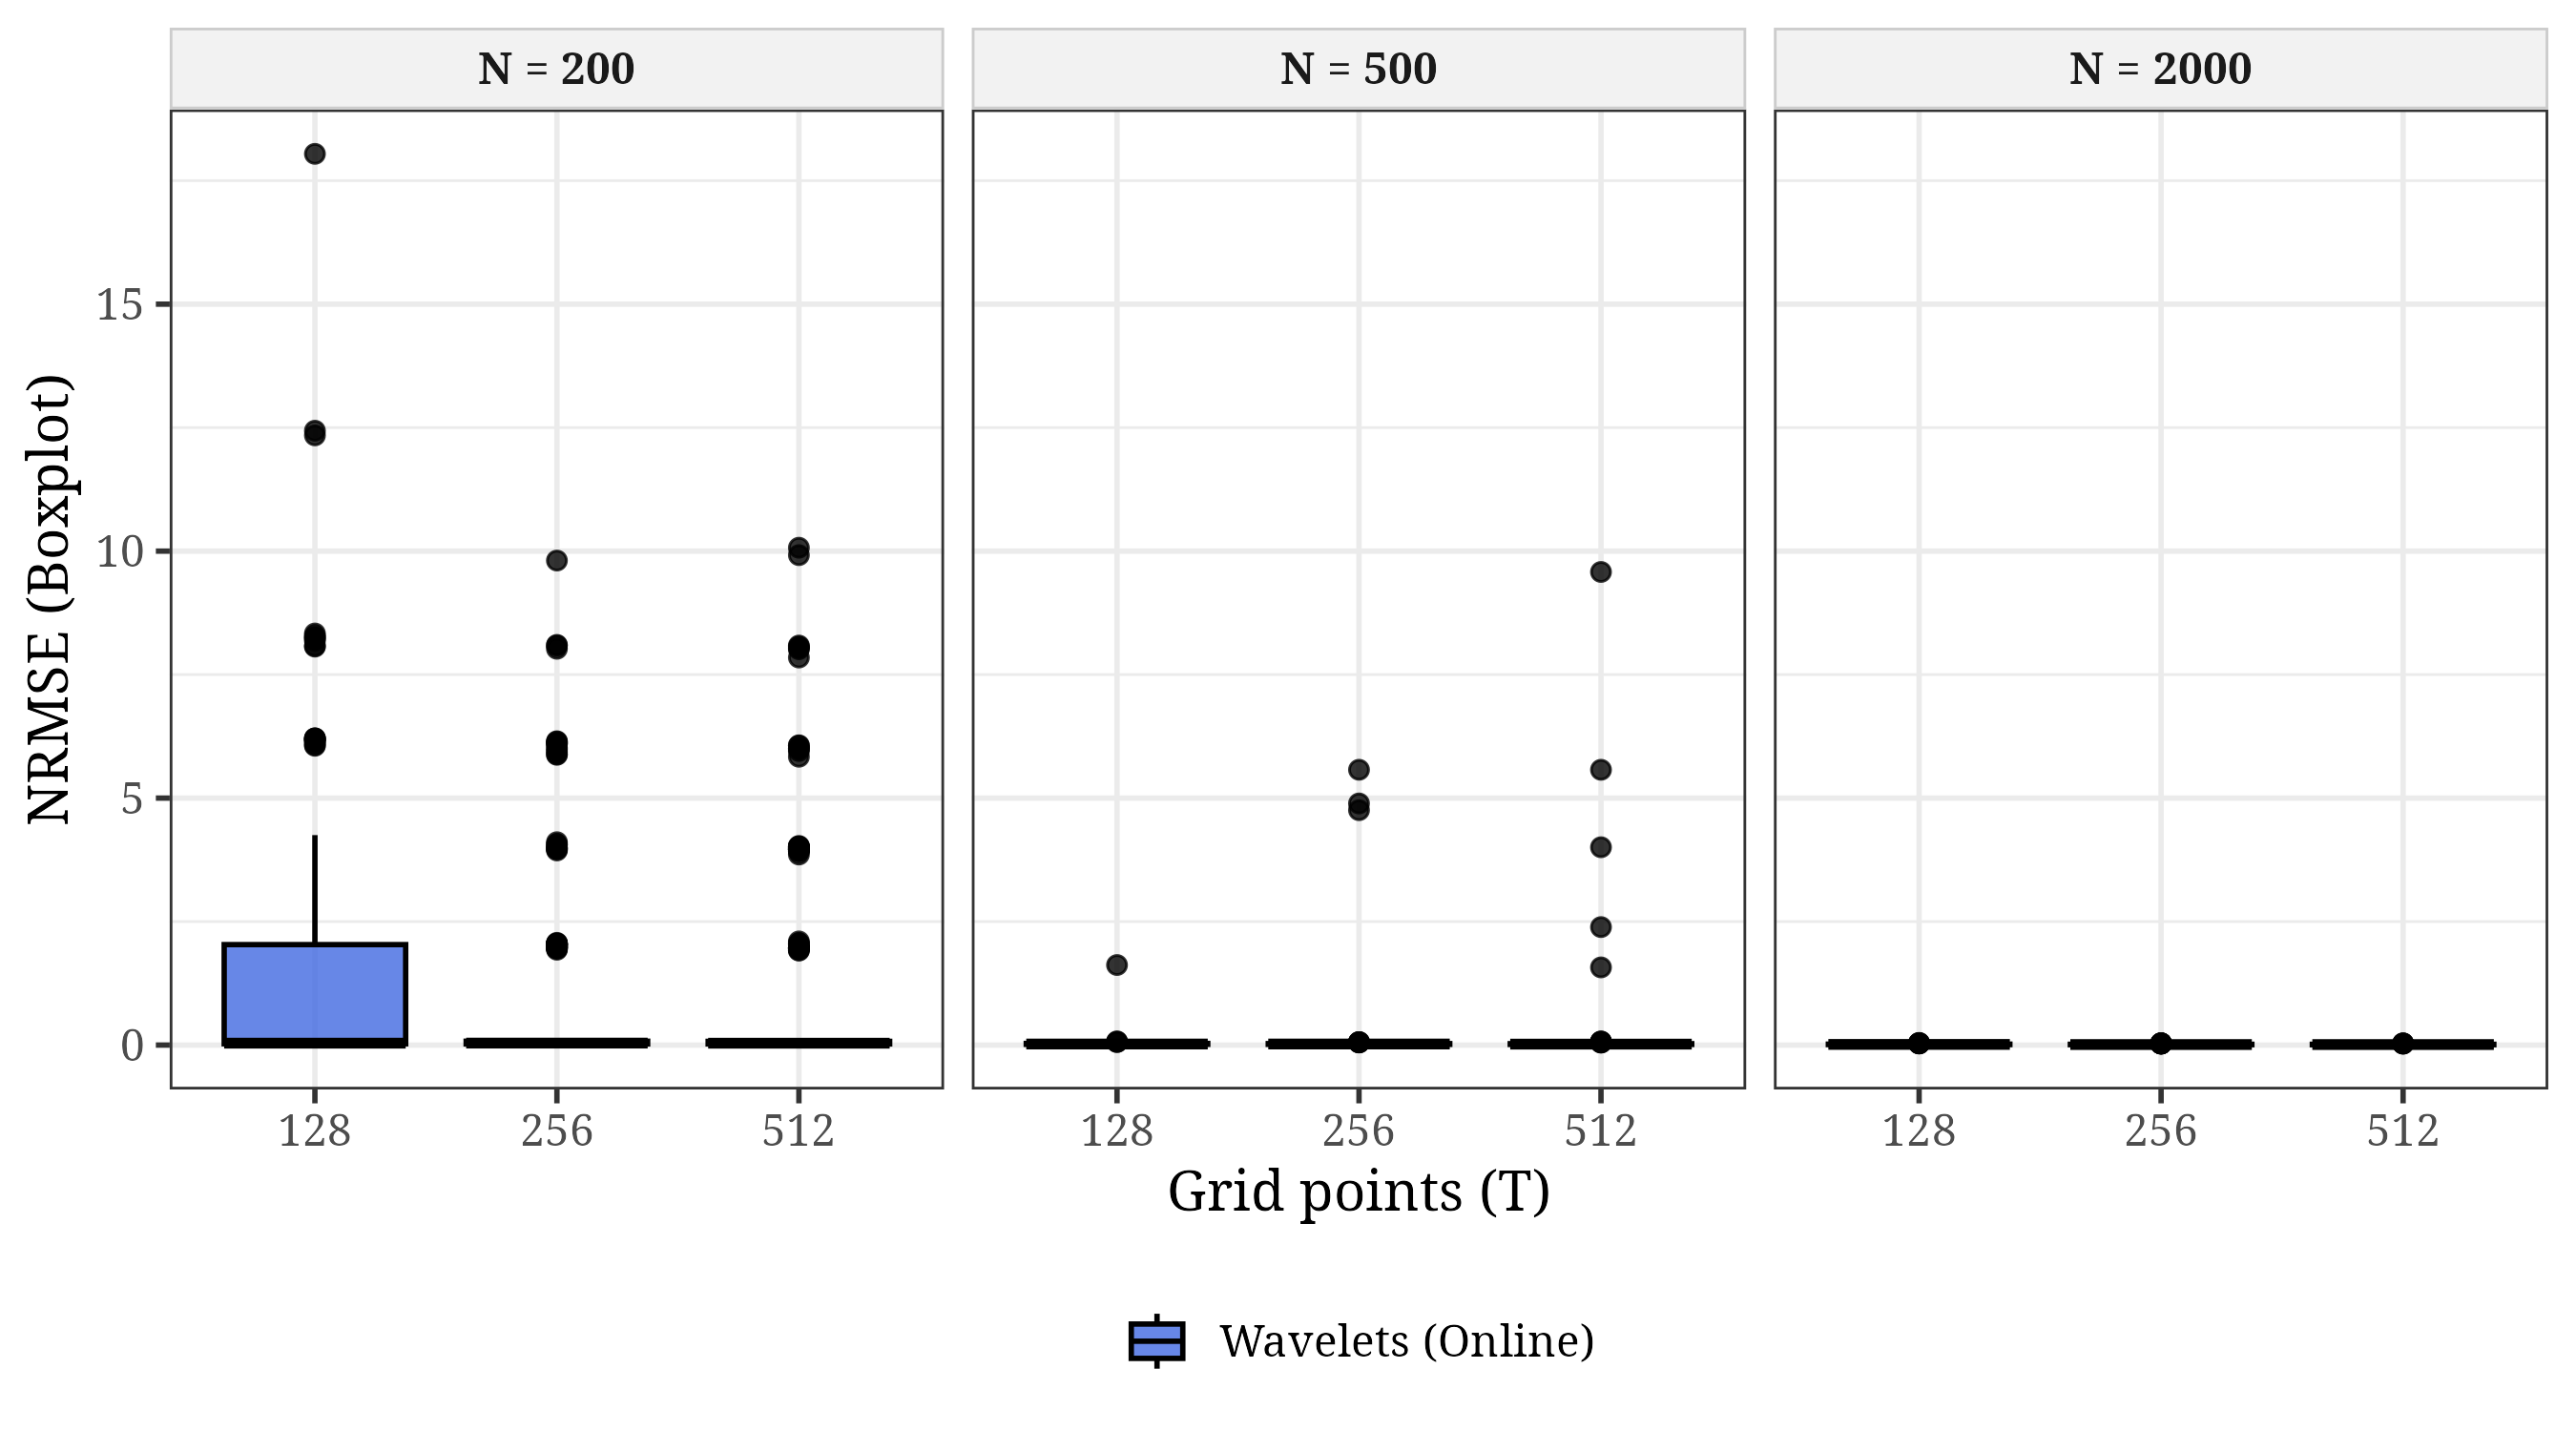 N = 200
N = 500
N = 2000
NRMSE (Boxplot)
15
10
5
0
128 256 512
128 256 512
128 256 512
Grid points (T)
Wavelets (Online)